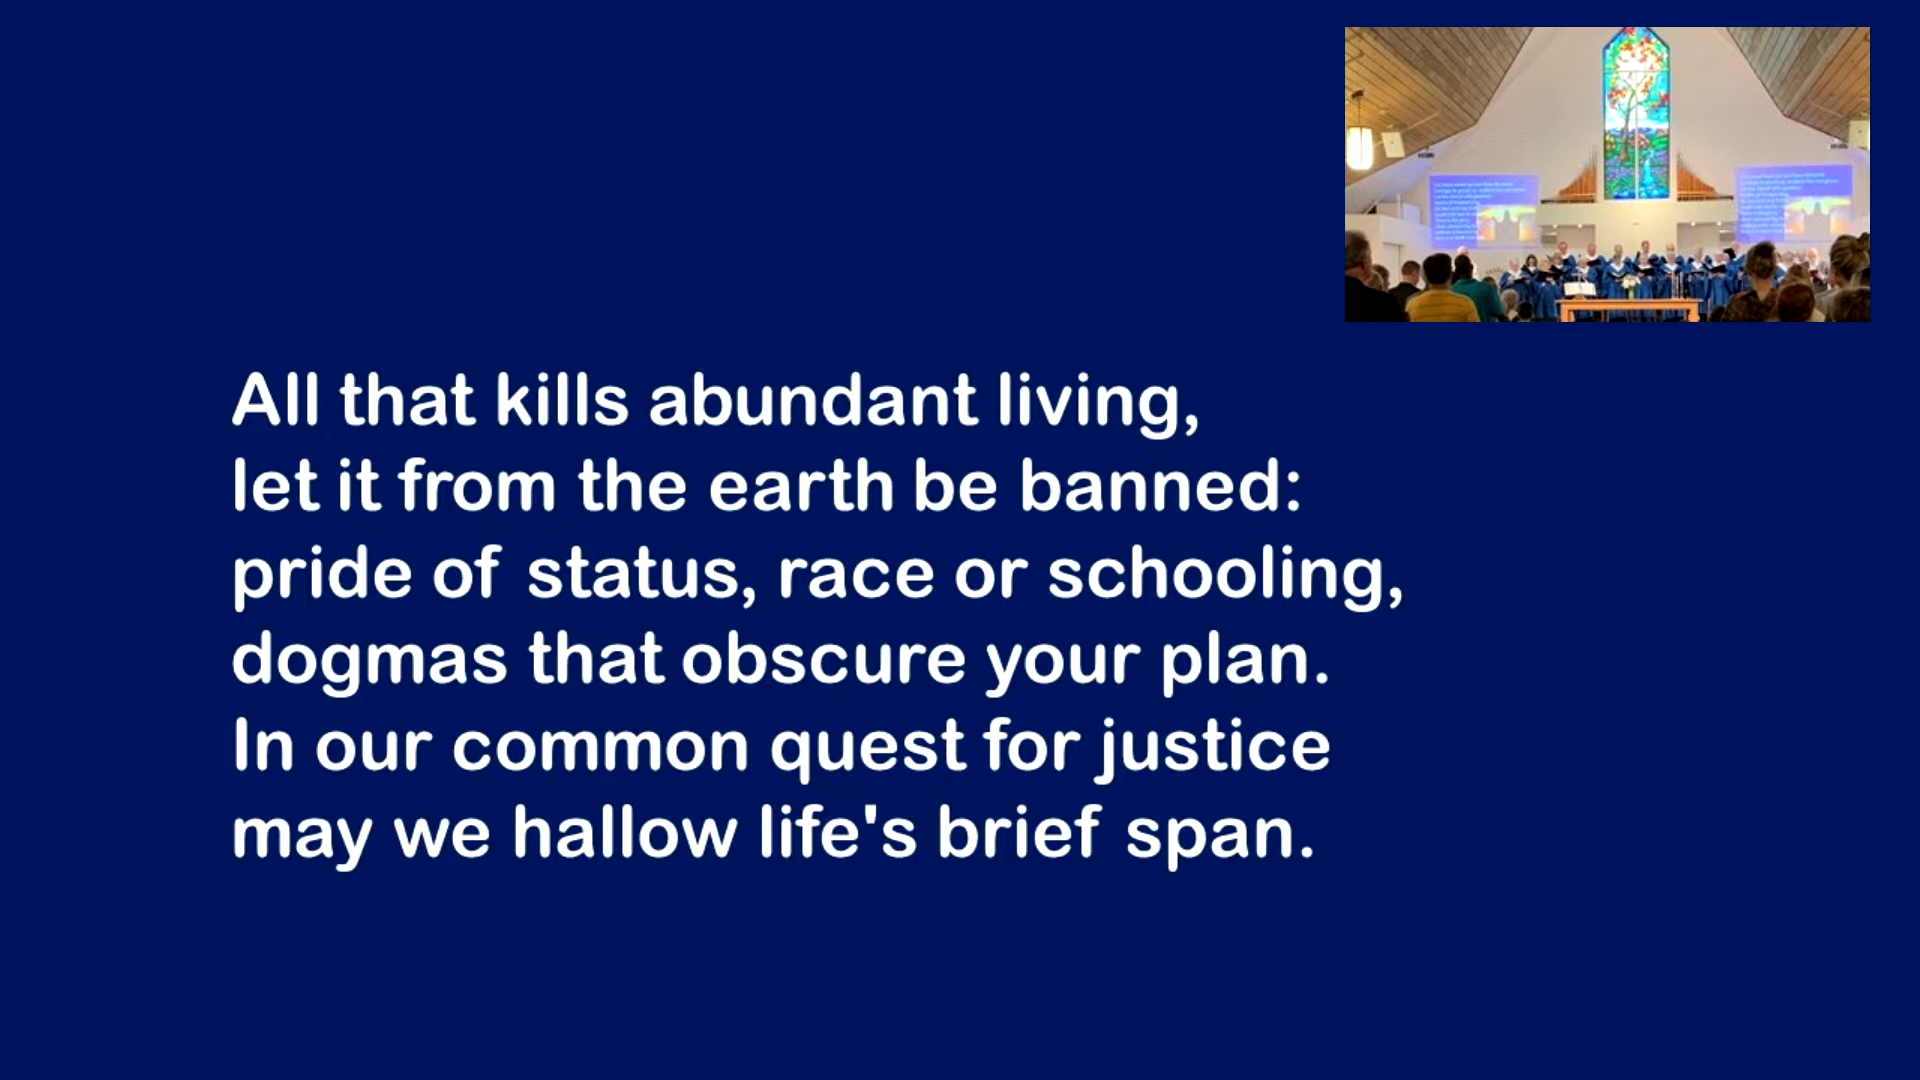 All that kills abundant living,
let it from the earth be banned:
pride of status, race or schooling,
dogmas that obscure your plan.
In our common quest for justice
may we hallow life's brief span.